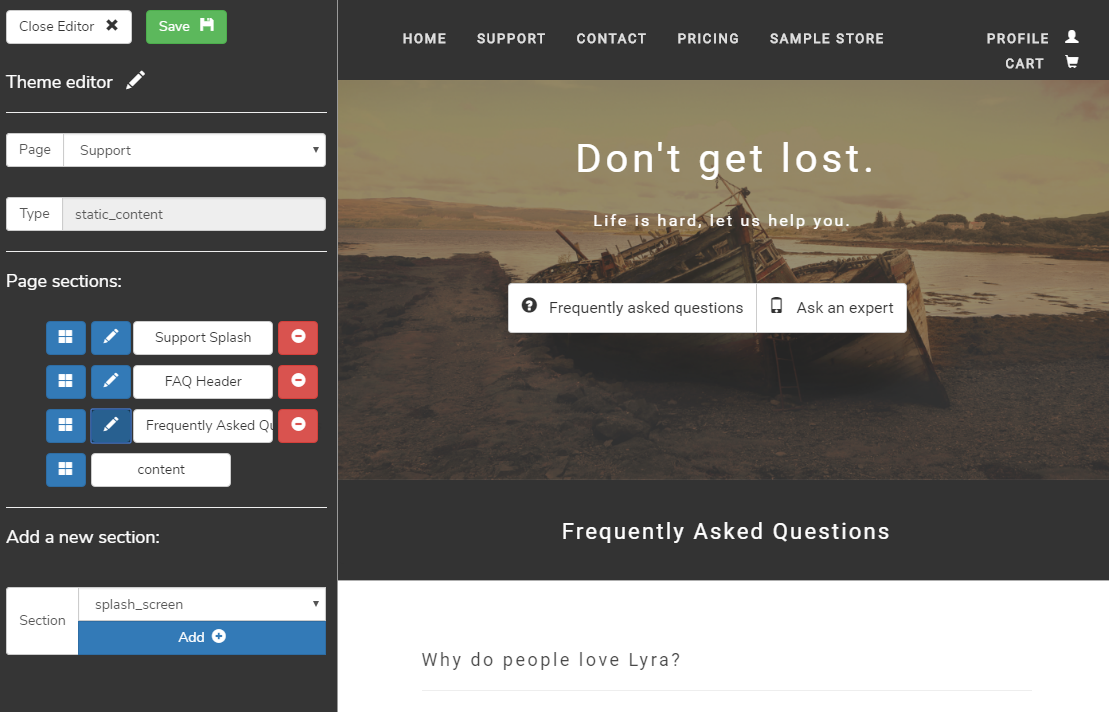 Close Editor
Save
Theme editor
Page
Support
Type
static_content
Page sections:
Support Splash
FAQ Header
Frequently Asked Qu
content
Add a new section:
Section
splash_screen
Add
HOME SUPPORT CONTACT PRICING SAMPLE STORE
PROFILE
CART
Don't get lost.
Life is hard, let us help you.
Frequently asked questions
Ask an expert
Frequently Asked Questions
Why do people love Lyra?